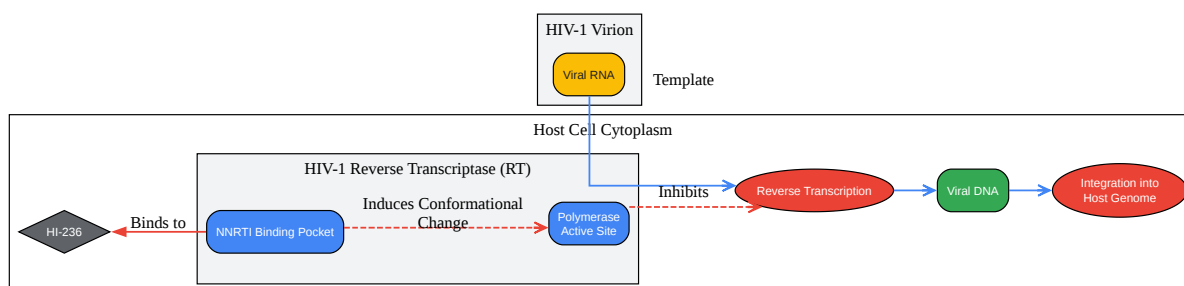 HIV-1 Virion
Viral RNA
Template
Host Cell Cytoplasm
HIV-1 Reverse Transcriptase (RT)
Induces Conformational
Change
Inhibits
HI-236
Binds to
NNRTI Binding Pocket
Polymerase
Active Site
Reverse Transcription
Viral DNA
Integration into
Host Genome